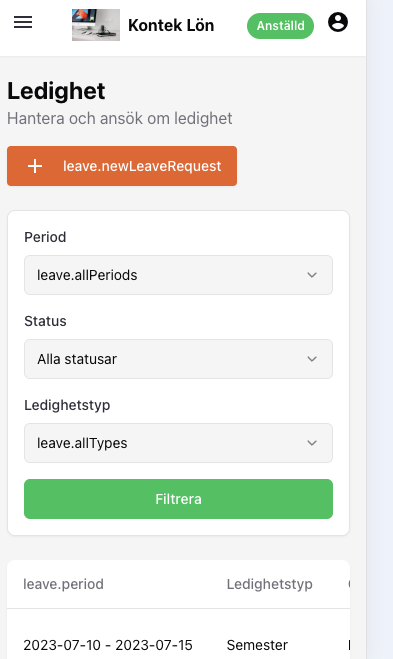 Kontek Lön
Anställd
Ledighet
Hantera och ansök om ledighet
leave.newLeaveRequest
Period
leave.allPeriods
Status
Alla statusar
Ledighetstyp
leave.allTypes
Filtrera
leave.period Ledighetstyp
2023-07-10 - 2023-07-15 Semester